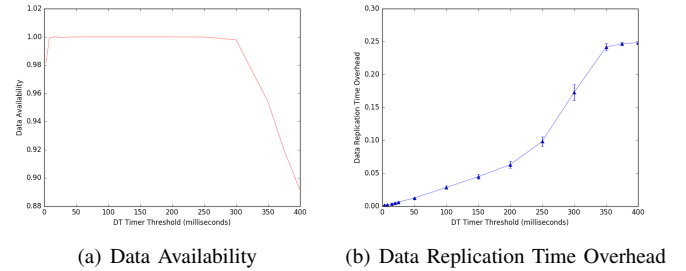 1.02
1.00
0.98
0.96
0.94
0.92
0.90
0.88
Data Availability
0 50 100 150 200 250 300 350 400
DT Timer Threshold (milliseconds)
(a) Data Availability
0.30
0.25
0.20
0.15
0.10
0.05
0.00
Data Replication Time Overhead
0 50 100 150 200 250 300 350 400
DT Timer Threshold (milliseconds)
(b) Data Replication Time Overhead